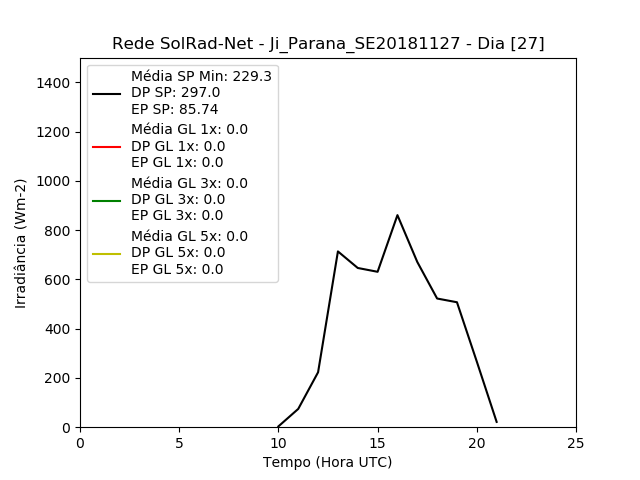 Rede SolRad-Net - Ji_Parana_SE20181127 - Dia [27]
Média SP Min: 229.3
DP SP: 297.0
EP SP: 85.74
Média GL 1x: 0.0
DP GL 1x: 0.0
EP GL 1x: 0.0
Média GL 3x: 0.0
DP GL 3x: 0.0
EP GL 3x: 0.0
Média GL 5x: 0.0
DP GL 5x: 0.0
EP GL 5x: 0.0
Irradiância (Wm-2)
1400
1200
1000
800
600
400
200
0
0 5 10 15 20 25
Tempo (Hora UTC)